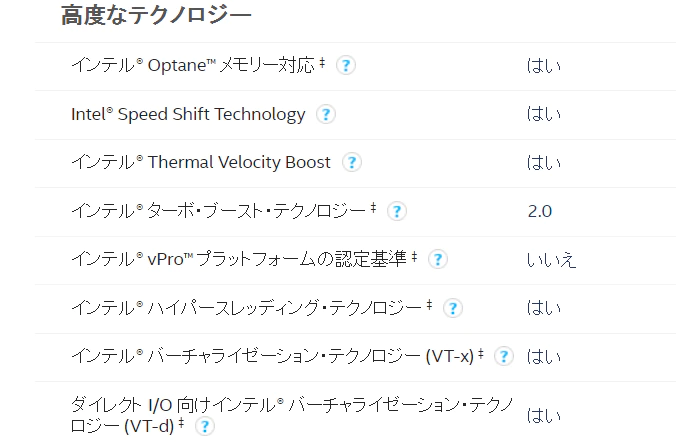 高度なテクノロジー
インテル® Optane™ メモリー対応 ‡ ? はい
Intel® Speed Shift Technology ? はい
インテル® Thermal Velocity Boost ? はい
インテル® ターボ・ブースト・テクノロジー ‡ ? 2.0
インテル® vPro™ プラットフォームの認定基準 ‡ ? いいえ
インテル® ハイパースレッディング・テクノロジー ‡ ? はい
インテル® バーチャライゼーション・テクノロジー (VT-x) ‡ ? はい
ダイレクト I/O 向けインテル® バーチャライゼーション・テクノ
ロジー (VT-d) ‡ ? はい